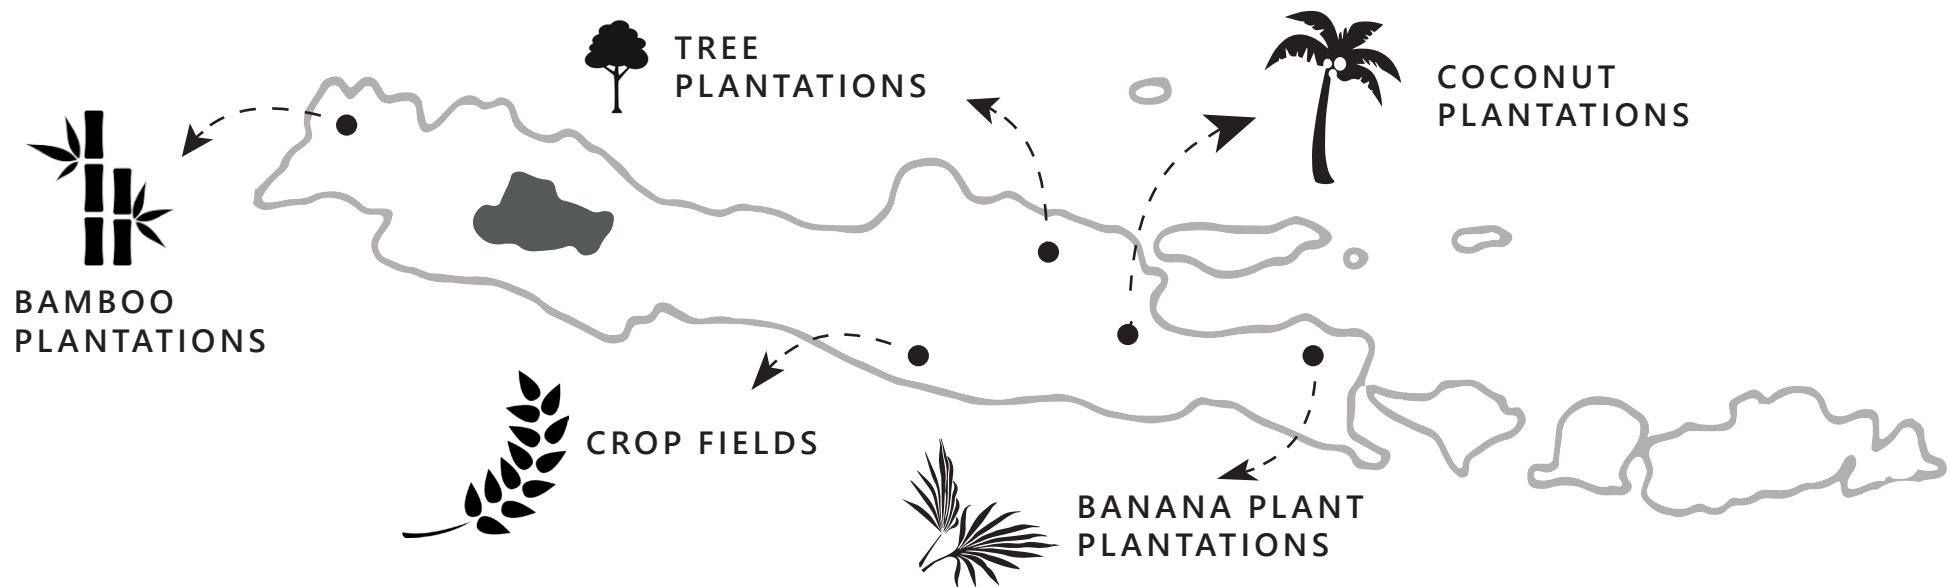 TREE
PLANTATIONS
COCONUT
PLANTATIONS
BAMBOO
PLANTATIONS
CROP FIELDS
BANANA PLANT
PLANTATIONS